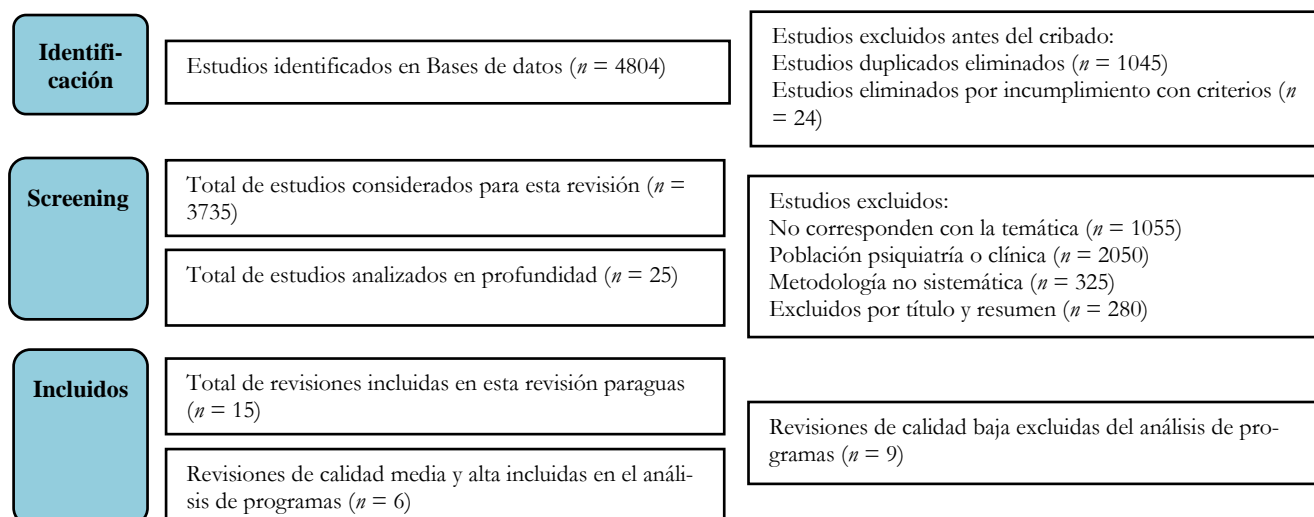 Identifi-
cación
Estudios identificados en Bases de datos (n = 4804)
Estudios excluidos antes del cribado:
Estudios duplicados eliminados (n = 1045)
Estudios eliminados por incumplimiento con criterios (n
= 24)
Screening
Total de estudios considerados para esta revisión (n =
3735)
Total de estudios analizados en profundidad (n = 25)
Estudios excluidos:
No corresponden con la temática (n = 1055)
Población psiquiatría o clínica (n = 2050)
Metodología no sistemática (n = 325)
Excluidos por título y resumen (n = 280)
Incluidos
Total de revisiones incluidas en esta revisión paraguas
(n = 15)
Revisiones de calidad media y alta incluidas en el análi-
sis de programas (n = 6)
Revisiones de calidad baja excluidas del análisis de pro-
gramas (n = 9)